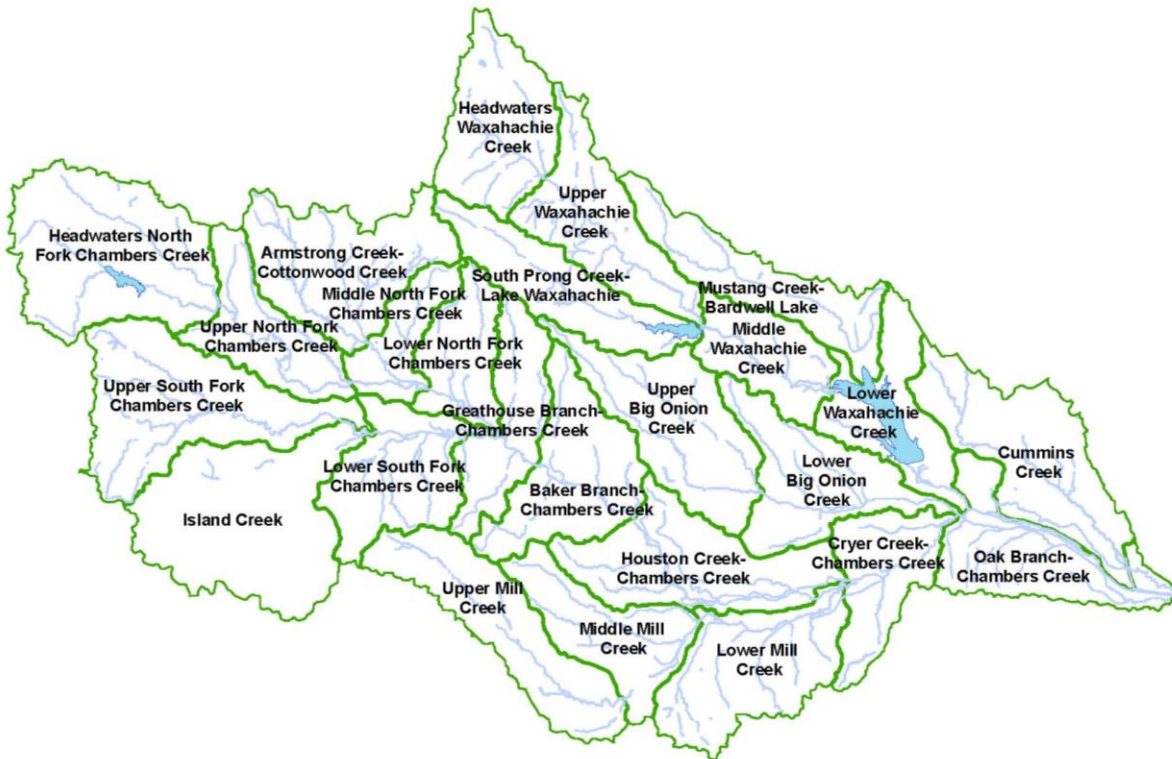 Headwaters
Waxahachie
Creek
Upper
Waxahachie
Creek
Headwaters North
Fork Chambers Creek
Armstrong Creek-
Cottonwood Creek
South Prong Creek-
Lake Waxahachie
Mustang Creek-
Bardwell Lake
Middle North Fork
Chambers Creek
Middle
Waxahachie
Creek
Upper North Fork
Chambers Creek
Lower North Fork
Chambers Creek
Upper South Fork
Chambers Creek
Upper
Big Onion
Creek
Lower
Waxahachie
Creek
Greathouse Branch-
Chambers Creek
Lower South Fork
Chambers Creek
Lower
Big Onion
Creek
Cummins
Creek
Baker Branch-
Chambers Creek
Island Creek
Houston Creek-
Chambers Creek
Cryer Creek-
Chambers Creek
Oak Branch-
Chambers Creek
Upper Mill
Creek
Middle Mill
Creek
Lower Mill
Creek